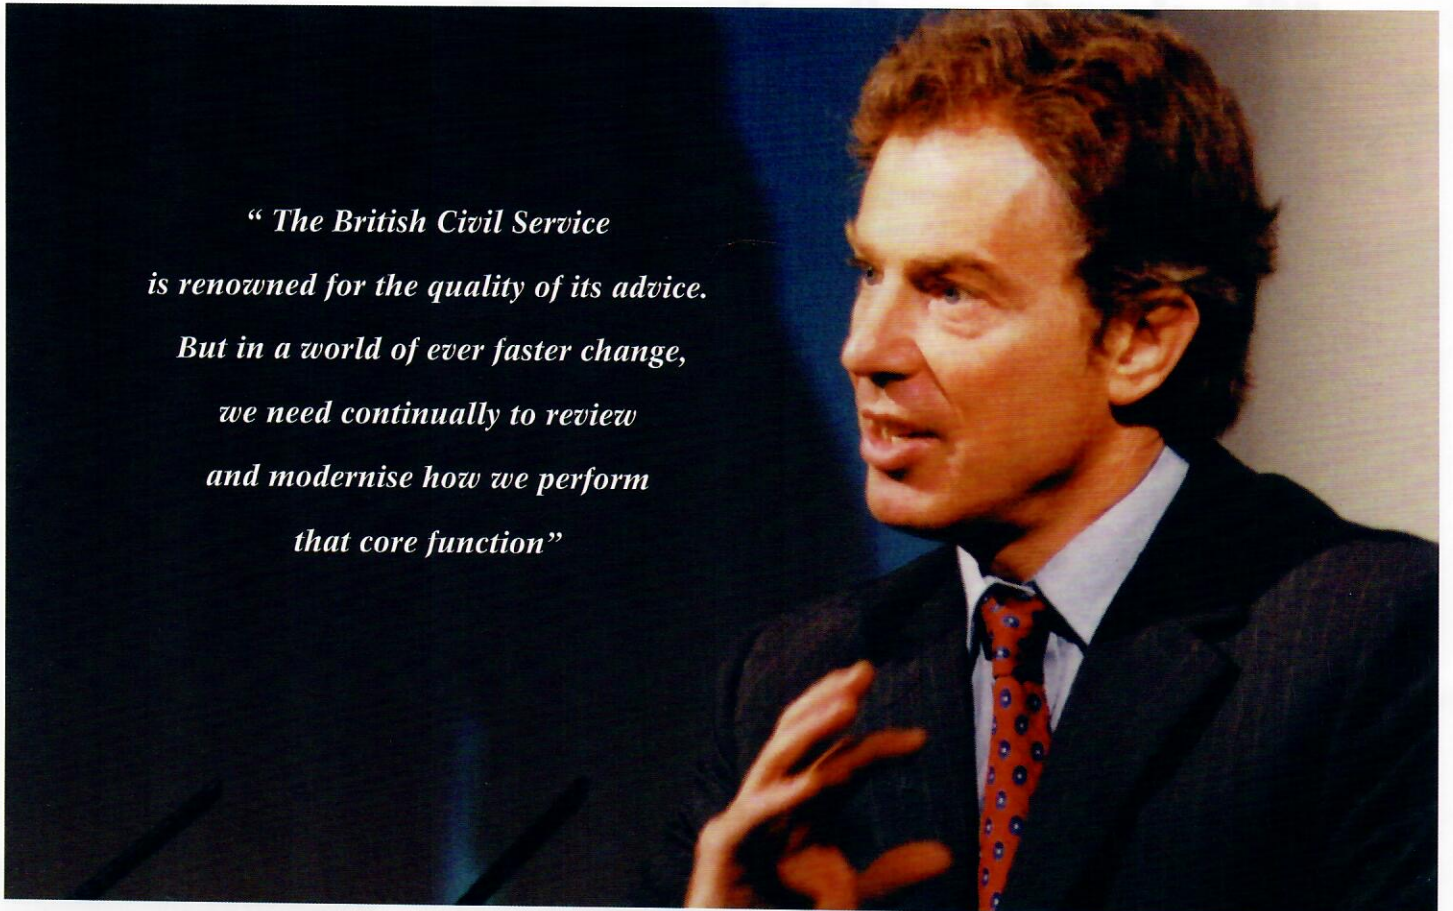 “ The British Civil Service
is renowned for the quality of its advice.
But in a world of ever faster change,
we need continually to review
and modernise how we perform
that core function”